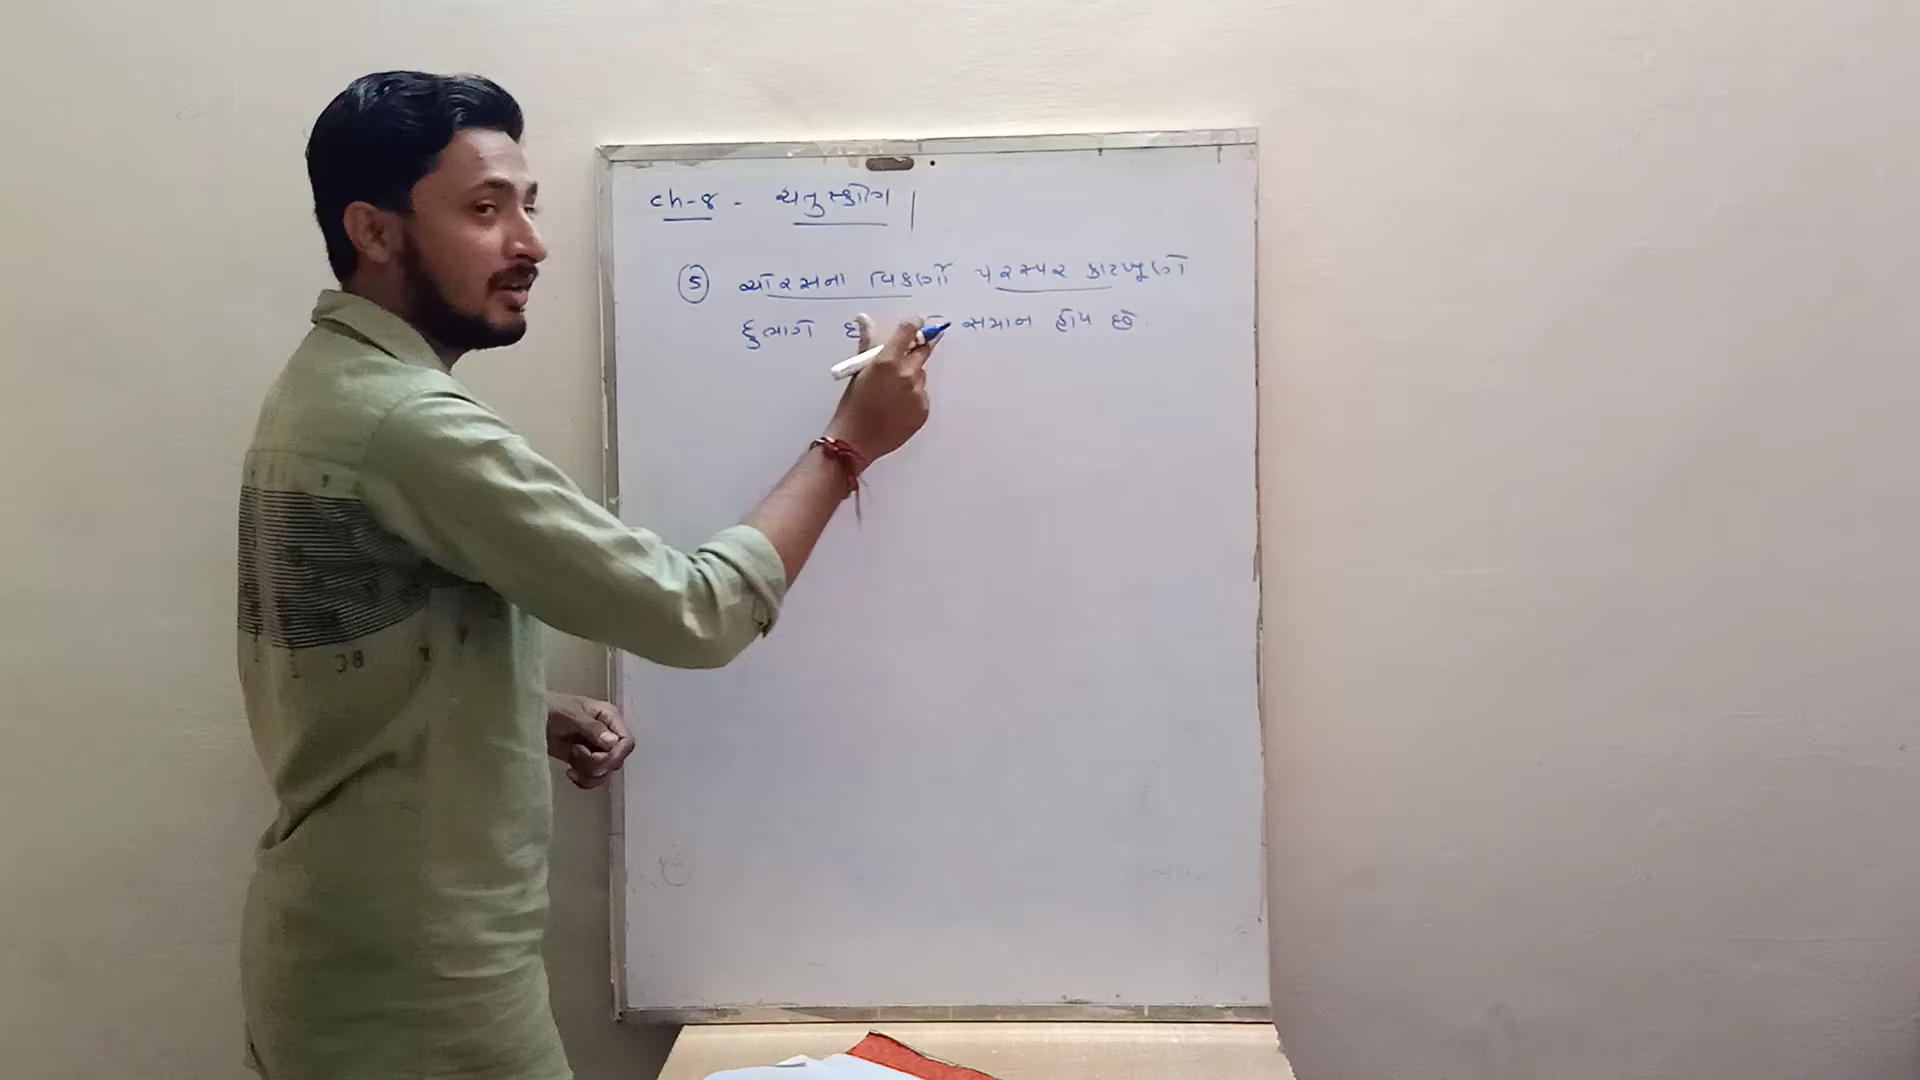 ch-8 - ચતુષ્કોણ
5 ચોરસના વિકર્ણો પરસ્પર કાટખૂણે
દુભાગે સમાન હોય છે.